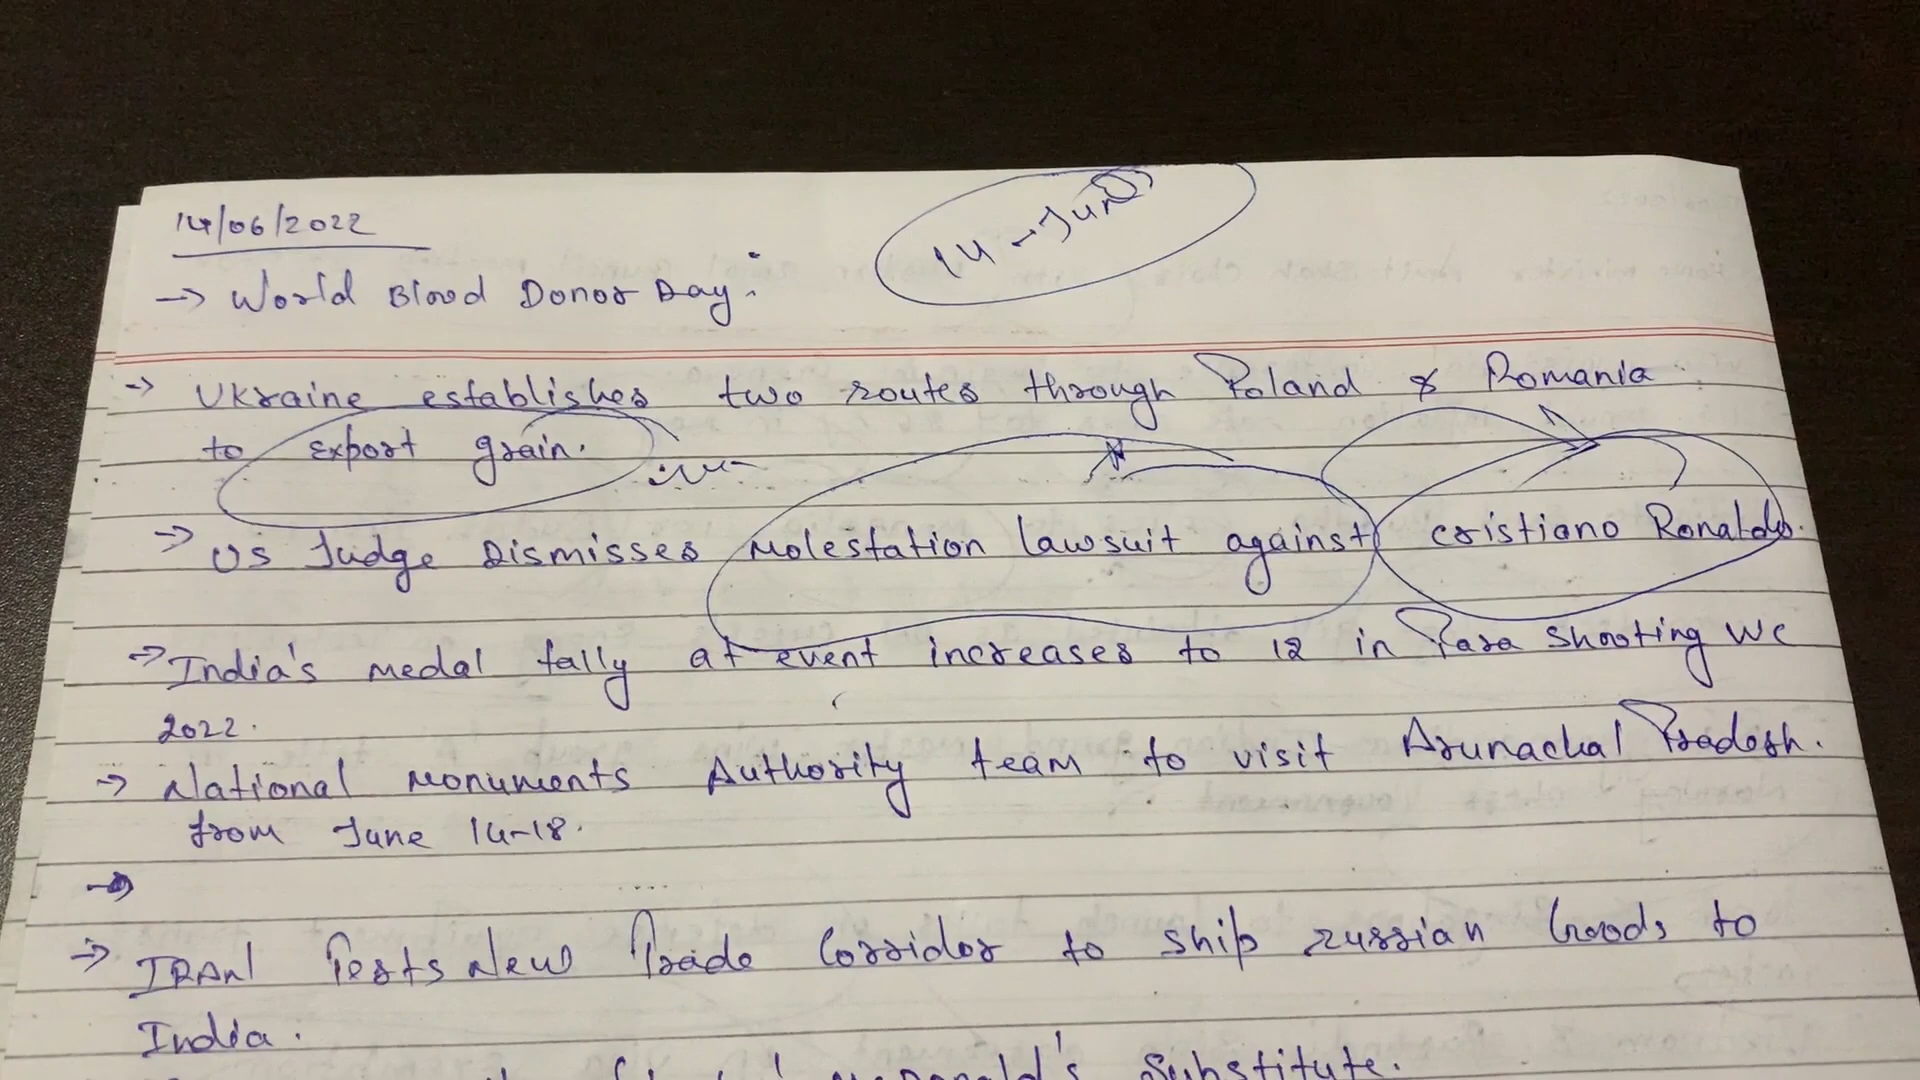 14/06/2022
14-June
→ World Blood Donor Day.
→ Ukraine establishes two routes through Poland & Romania
to export grain.
→ US Judge Dismisses Molestation lawsuit against Cristiano Ronaldo.
→ India's medal tally at event increases to 12 in Para Shooting WC
2022.
→ National Monuments Authority team to visit Arunachal Pradesh.
from June 14-18.
→
→ IRAN Tests New Trade Corridor to ship russian Goods to
India.
McDonald's Substitute.